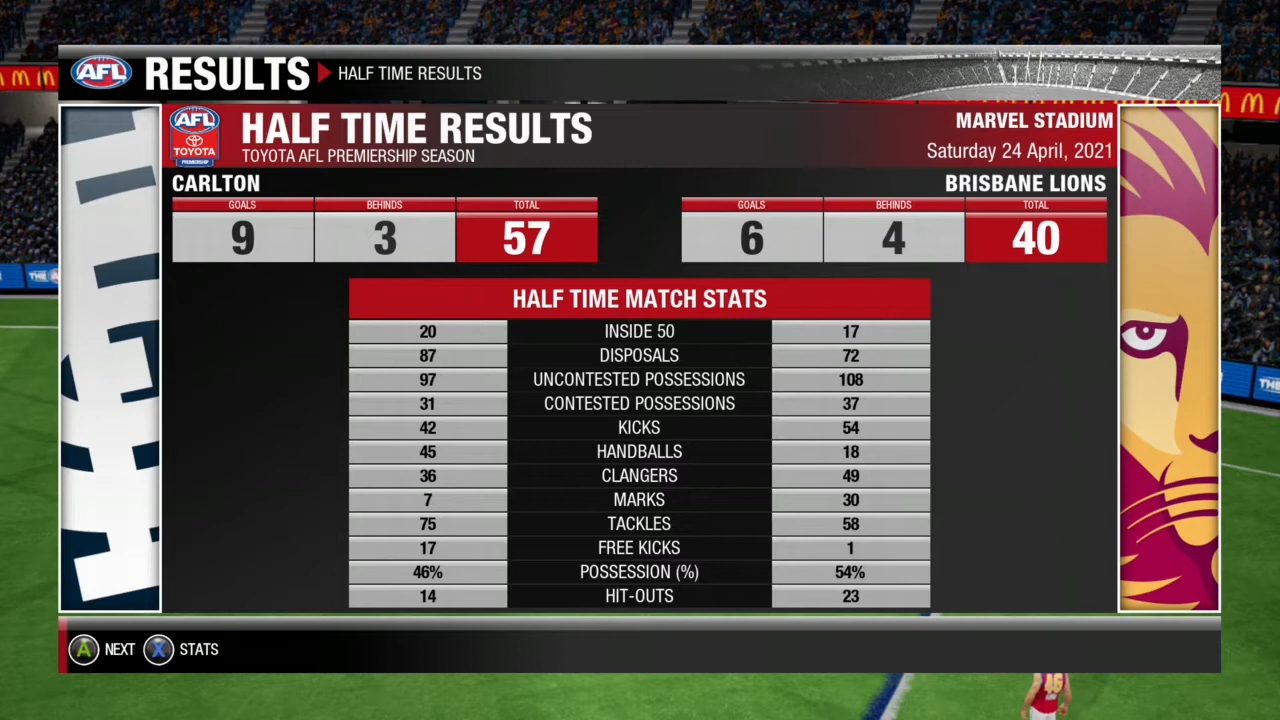 AFL RESULTS HALF TIME RESULTS
AFL
TOYOTA
PREMIERSHIP
HALF TIME RESULTS
TOYOTA AFL PREMIERSHIP SEASON
MARVEL STADIUM
Saturday 24 April, 2021
CARLTON BRISBANE LIONS
GOALS BEHINDS TOTAL GOALS BEHINDS TOTAL
9 3 57 6 4 40
HALF TIME MATCH STATS
20 INSIDE 50 17
87 DISPOSALS 72
97 UNCONTESTED POSSESSIONS 108
31 CONTESTED POSSESSIONS 37
42 KICKS 54
45 HANDBALLS 18
36 CLANGERS 49
7 MARKS 30
75 TACKLES 58
17 FREE KICKS 1
46% POSSESSION (%) 54%
14 HIT-OUTS 23
A NEXT X STATS
46